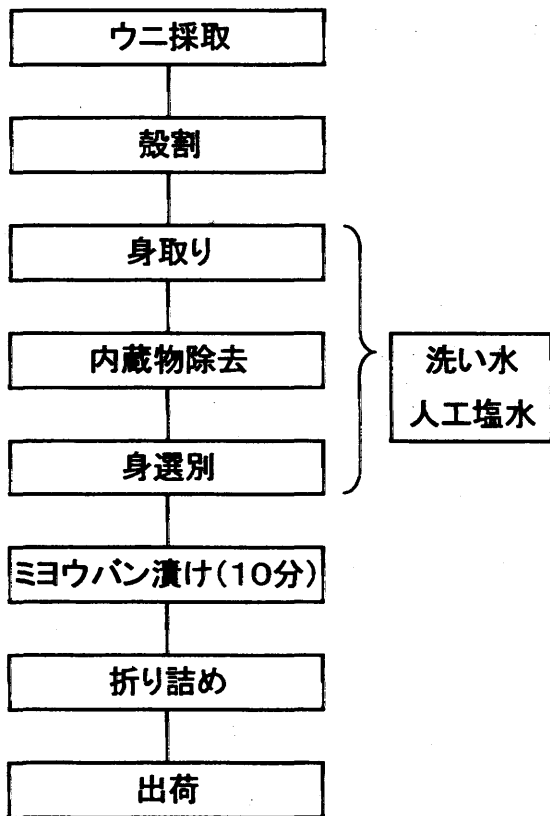 ウニ採取
殻割
身取り
内蔵物除去
身選別
洗い水
人工塩水
ミヨウバン漬け(10分)
折り詰め
出荷